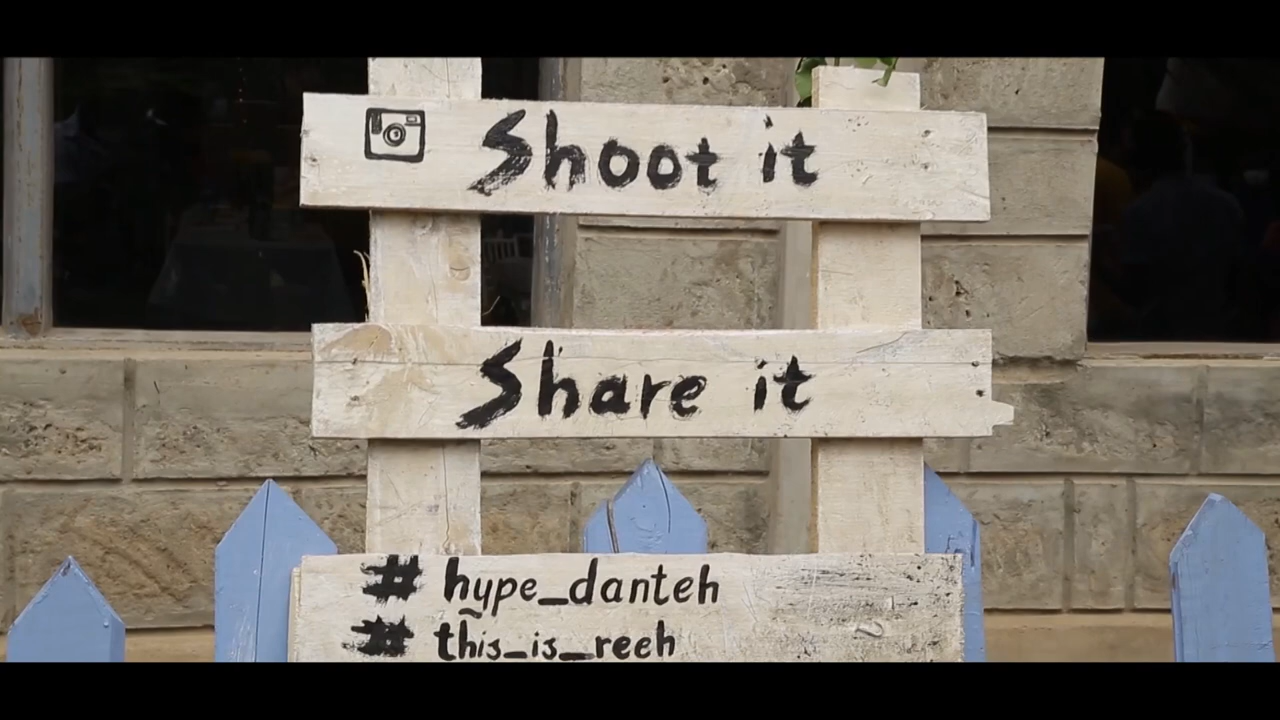 Shoot it
Share it
# hype_danteh
# this_is_reeh